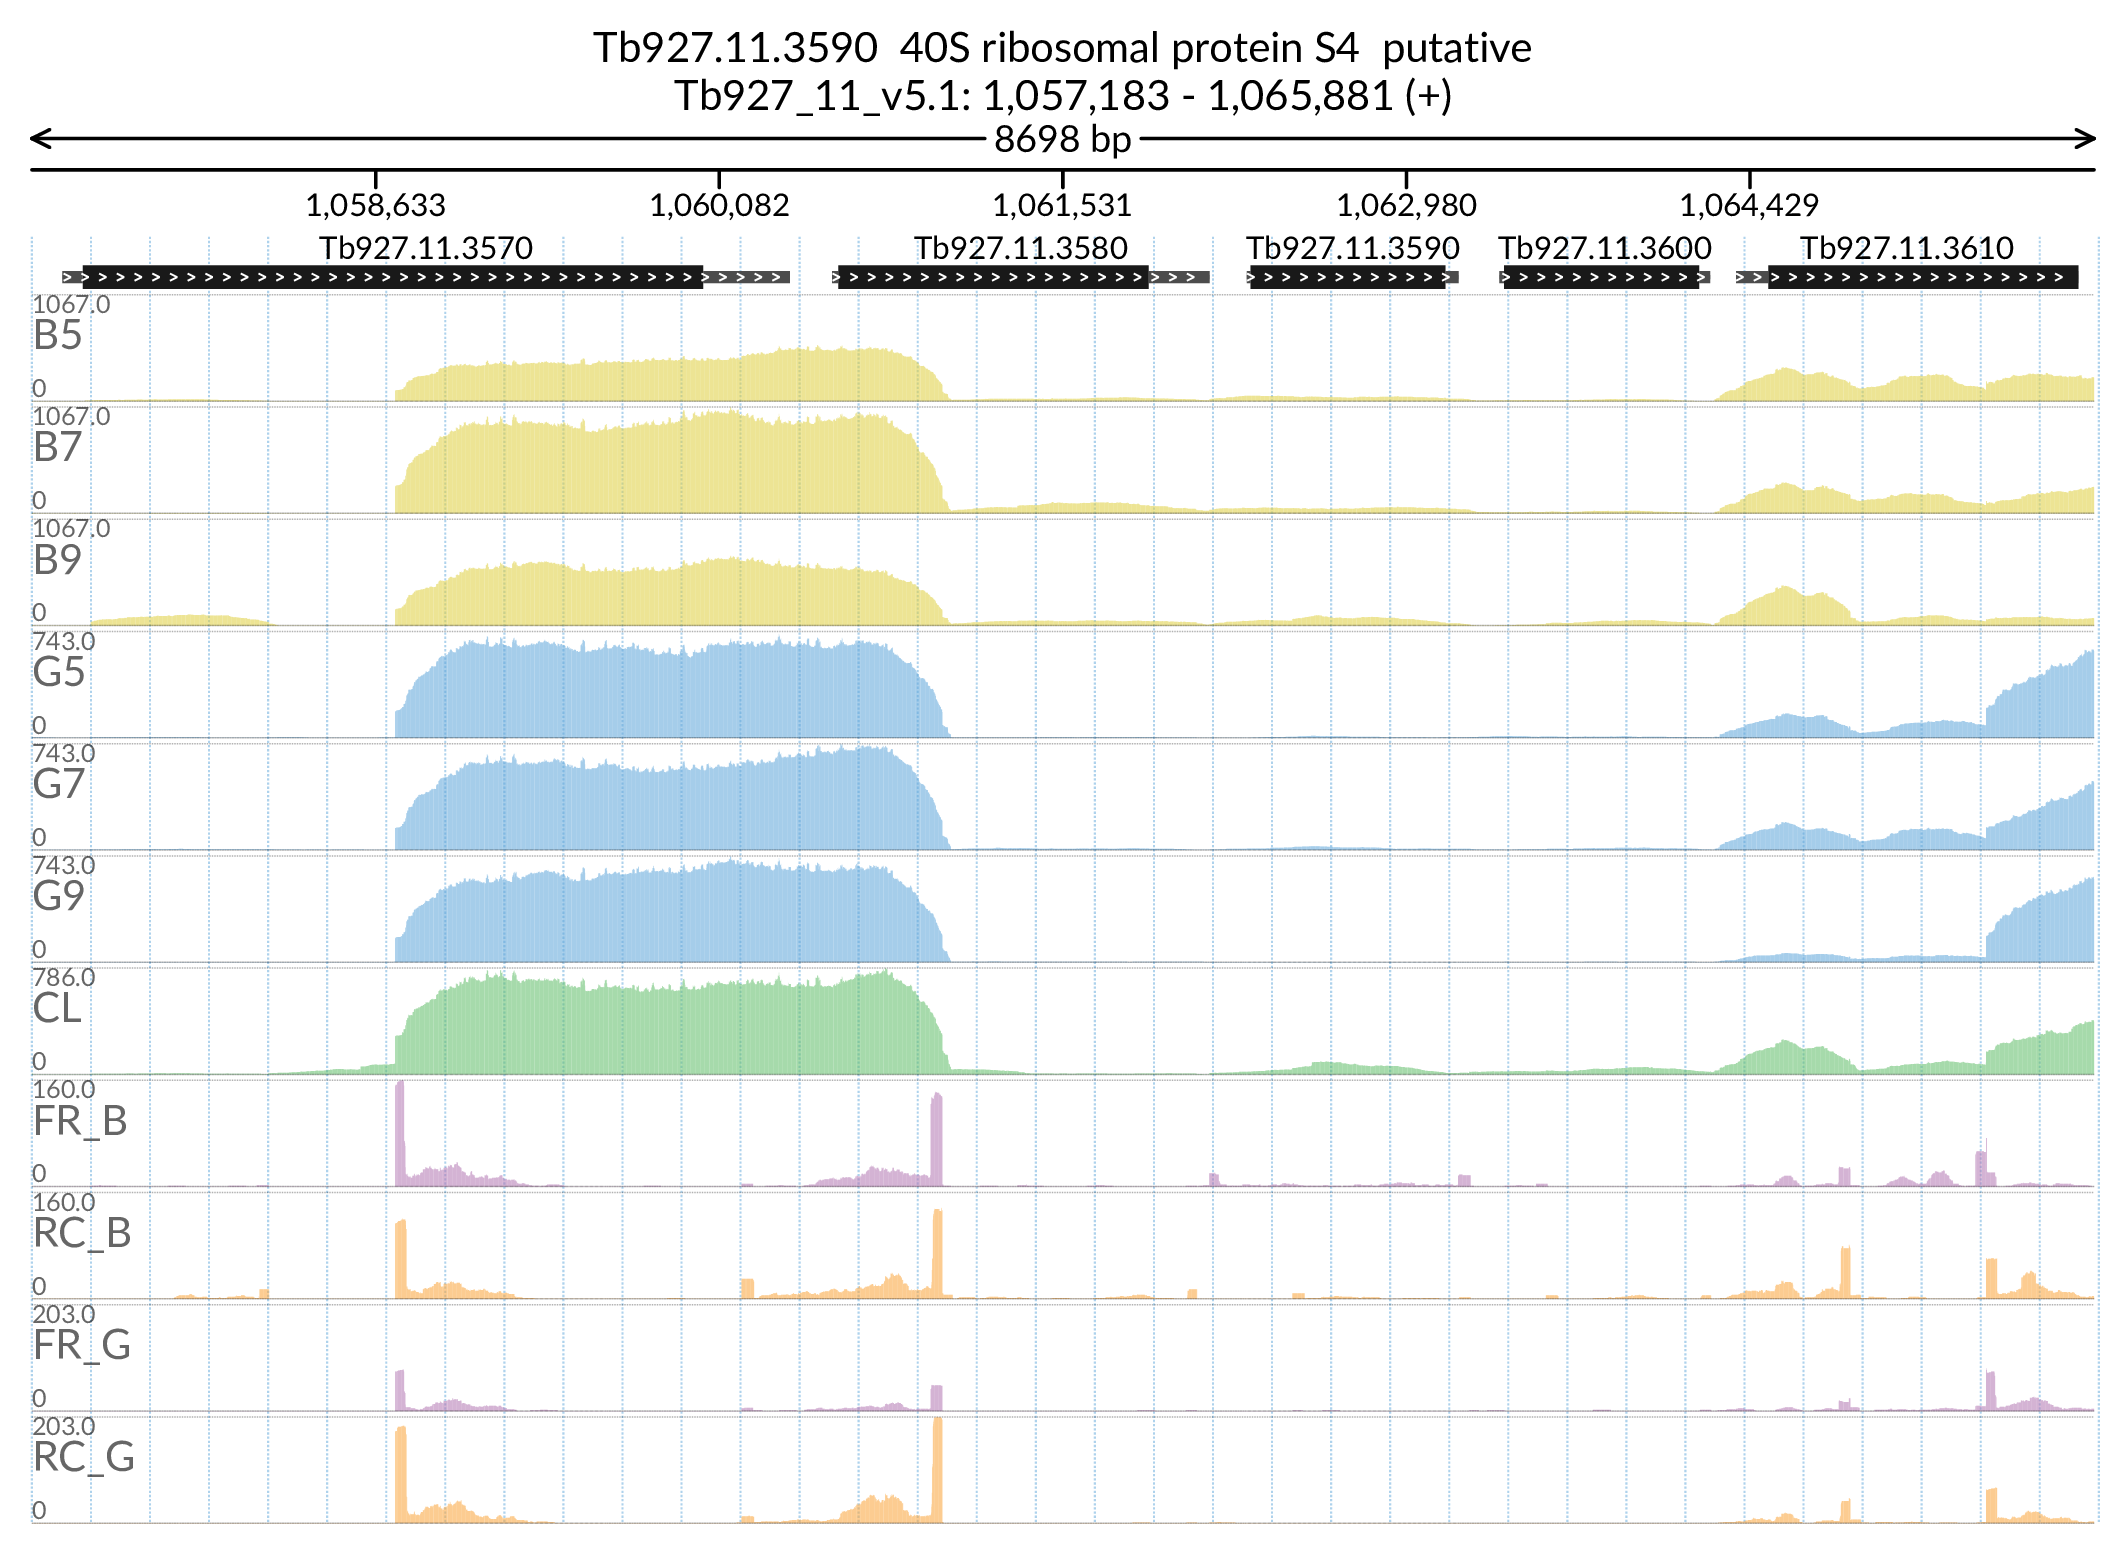 Tb927.11.3590  40S ribosomal protein S4  putative
Tb927_11_v5.1: 1,057,183 - 1,065,881 (+)
8698 bp
1,058,633 1,060,082 1,061,531 1,062,980 1,064,429
Tb927.11.3570 Tb927.11.3580 Tb927.11.3590 Tb927.11.3600 Tb927.11.3610
1067.0
B5
0
1067.0
B7
0
1067.0
B9
0
743.0
G5
0
743.0
G7
0
743.0
G9
0
786.0
CL
0
160.0
FR_B
0
160.0
RC_B
0
203.0
FR_G
0
203.0
RC_G
0